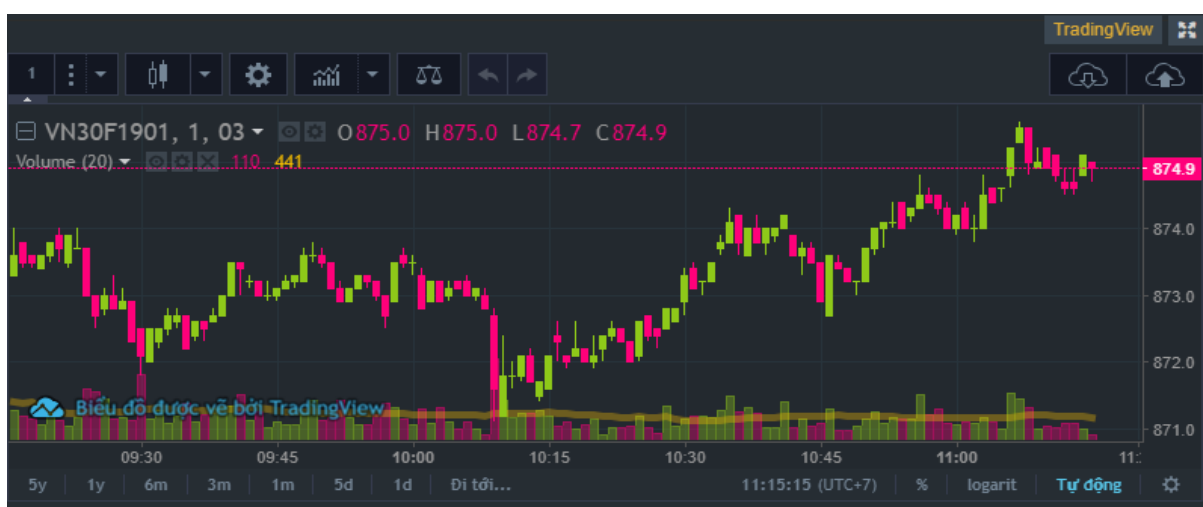 TradingView
1
VN30F1901, 1, 03 O875.0 H875.0 L874.7 C874.9
Volume (20) 110 441
874.9
874.0
873.0
872.0
871.0
Biểu đồ được vẽ bởi TradingView
09:30 09:45 10:00 10:15 10:30 10:45 11:00 11:
5y 1y 6m 3m 1m 5d 1d Đi tới... 11:15:15 (UTC+7) % logarit Tự động